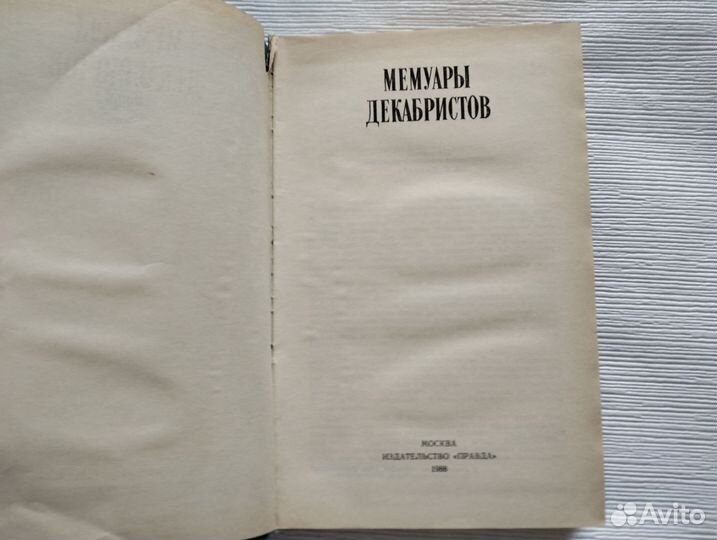 МЕМУАРЫ
ДЕКАБРИСТОВ
МОСКВА
ИЗДАТЕЛЬСТВО «ПРАВДА»
1988
Avito